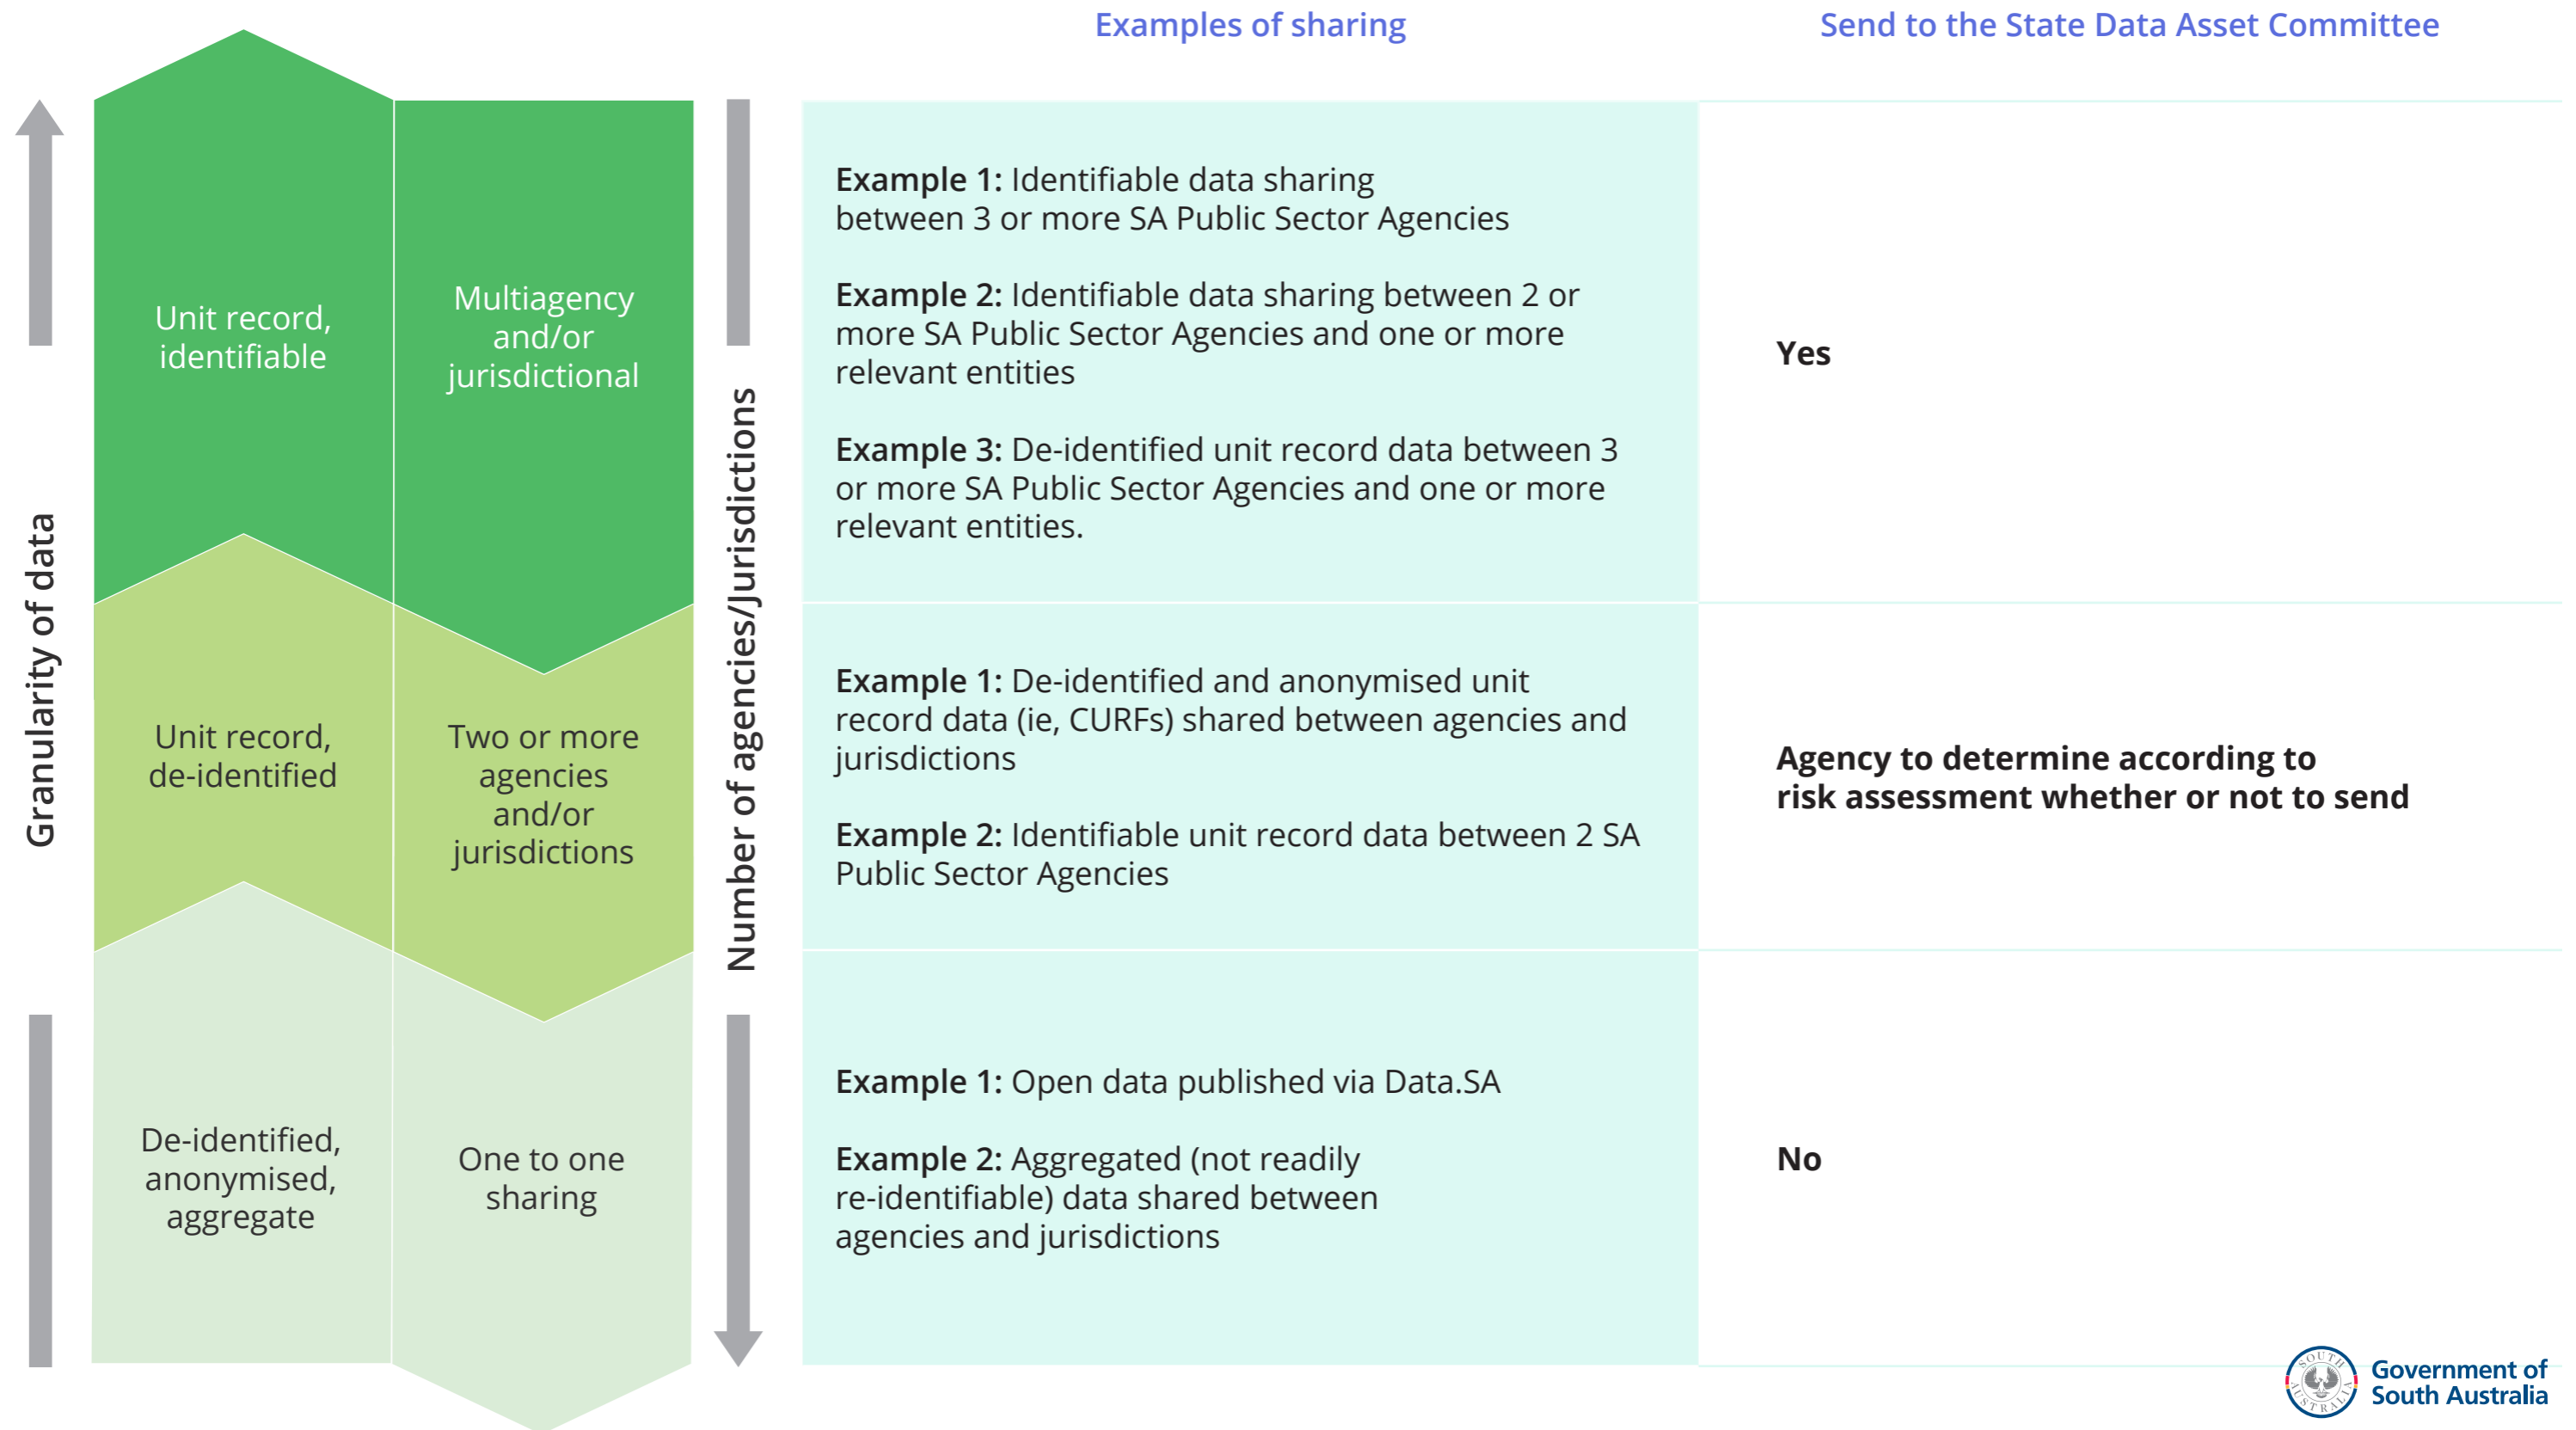 Examples of sharing
Send to the State Data Asset Committee
Granularity of data
Number of agencies/Jurisdictions
Unit record,
identifiable
Multiagency
and/or
jurisdictional
Example 1: Identifiable data sharing
between 3 or more SA Public Sector Agencies
Example 2: Identifiable data sharing between 2 or
more SA Public Sector Agencies and one or more
relevant entities
Example 3: De-identified unit record data between 3
or more SA Public Sector Agencies and one or more
relevant entities.
Yes
Unit record,
de-identified
Two or more
agencies
and/or
jurisdictions
Example 1: De-identified and anonymised unit
record data (ie, CURFs) shared between agencies and
jurisdictions
Example 2: Identifiable unit record data between 2 SA
Public Sector Agencies
Agency to determine according to
risk assessment whether or not to send
De-identified,
anonymised,
aggregate
One to one
sharing
Example 1: Open data published via Data.SA
Example 2: Aggregated (not readily
re-identifiable) data shared between
agencies and jurisdictions
No
SOUTH
AUSTRALIA
Government of
South Australia